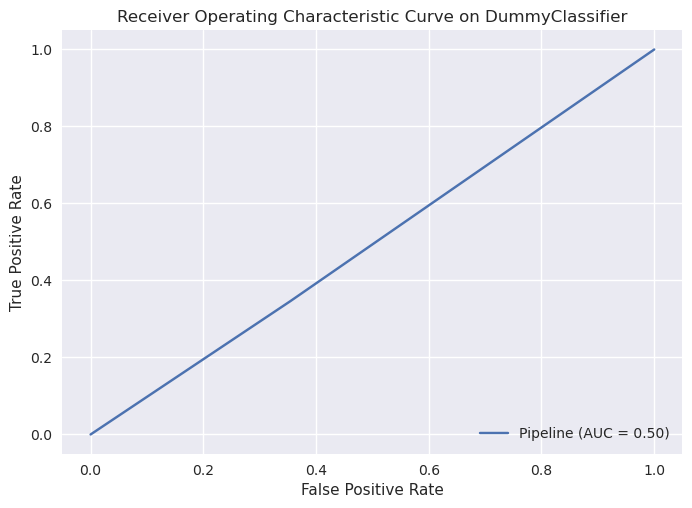 Receiver Operating Characteristic Curve on DummyClassifier
1.0
0.8
0.6
0.4
0.2
0.0
True Positive Rate
Pipeline (AUC = 0.50)
0.0 0.2 0.4 0.6 0.8 1.0
False Positive Rate